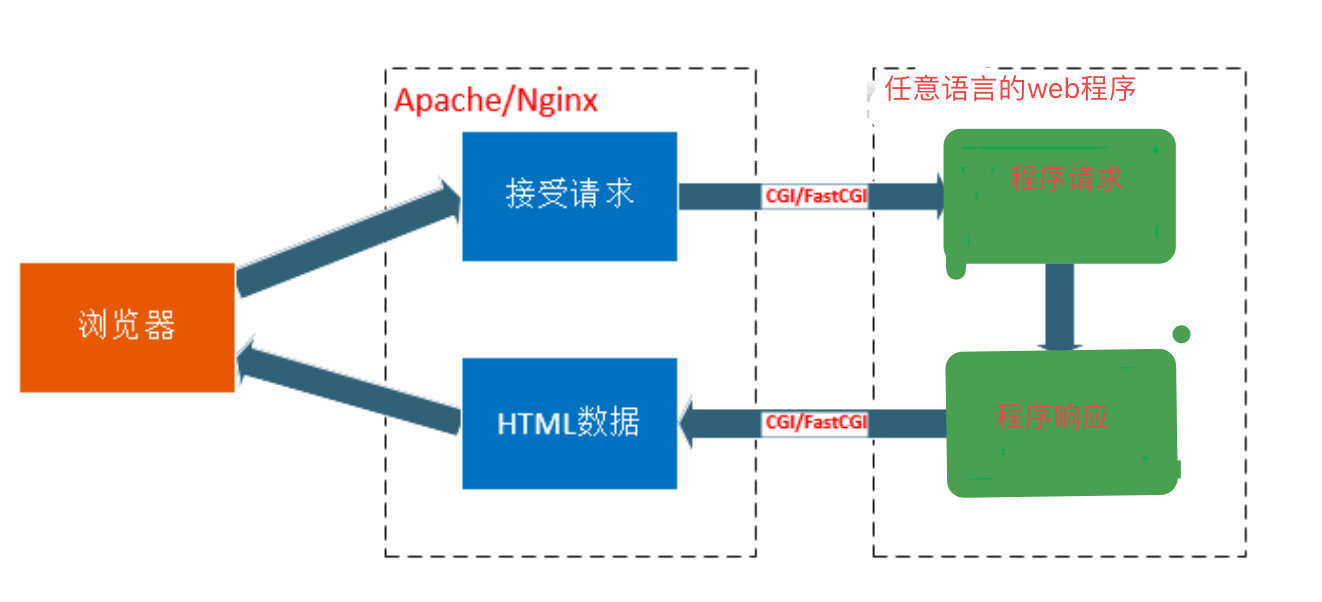 Apache/Nginx
任意语言的web程序
接受请求
CGI/FastCGI
程序请求
浏览器
HTML数据
CGI/FastCGI
程序响应